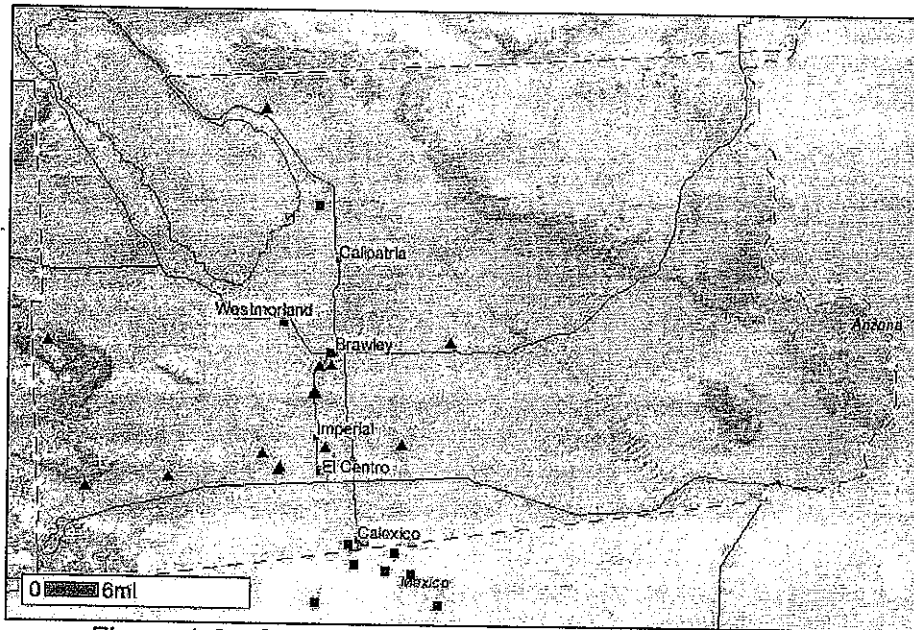 Calipatria
Westmorland
Arizona
Brawley
Imperial
El Centro
Calexico
Mexico
0 6mi